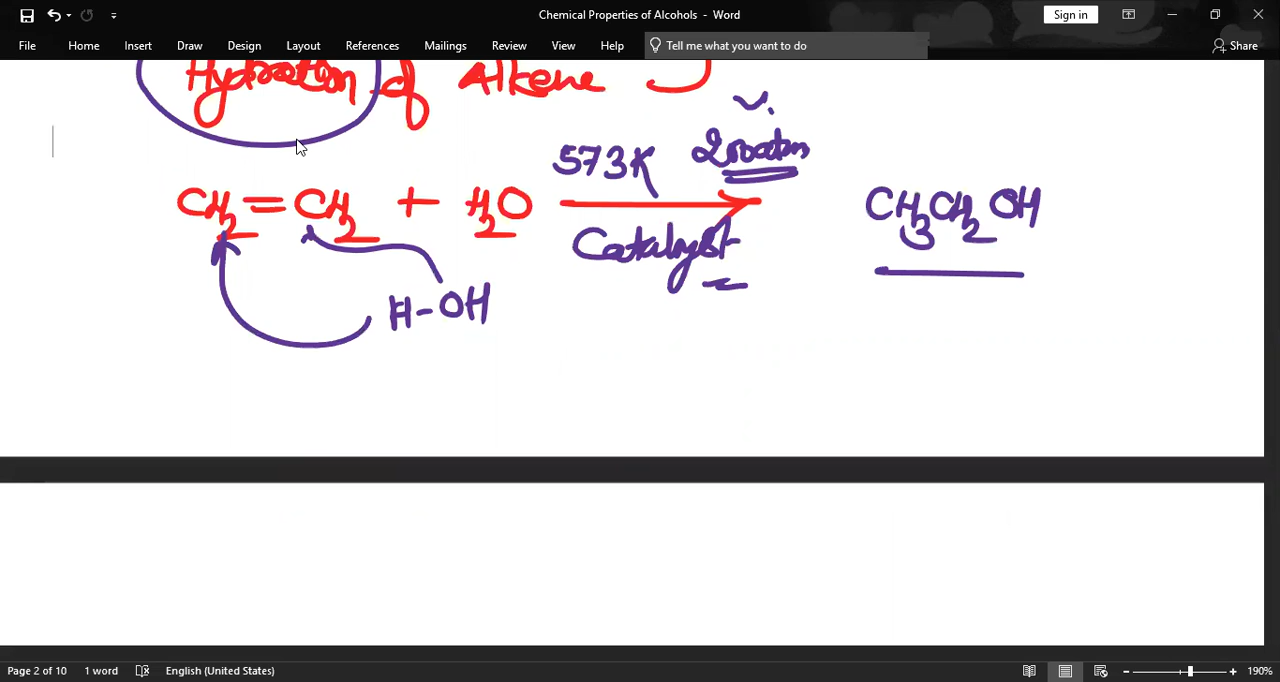 Chemical Properties of Alcohols - Word
Sign in
File Home Insert Draw Design Layout References Mailings Review View Help Tell me what you want to do Share
Hydration of Alkene
573K 200atm
CH2 = CH2 + H2O CH3CH2OH
Catalyst
H-OH
Page 2 of 10 1 word English (United States) 190%